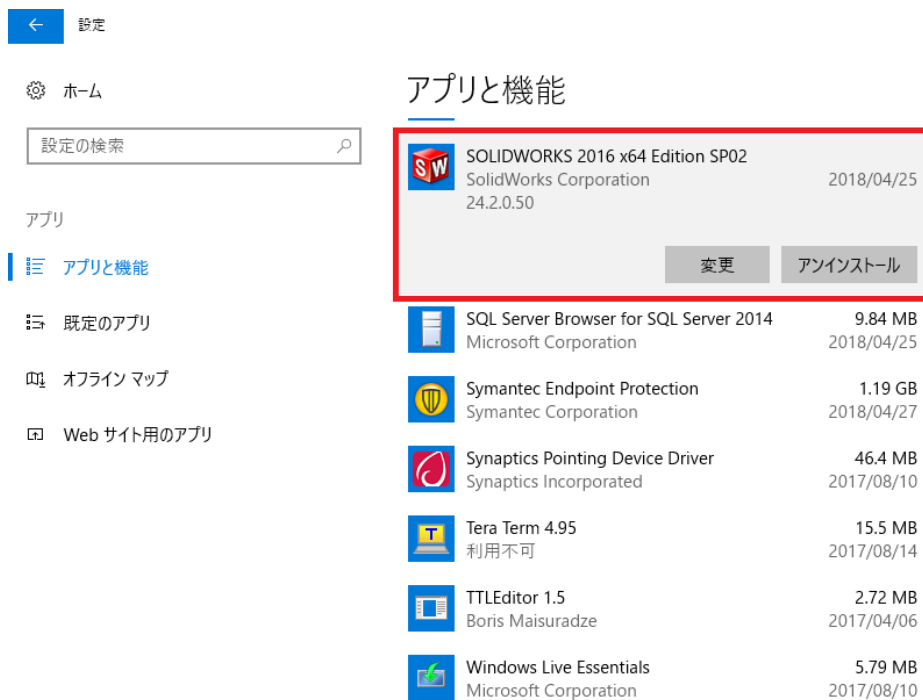 設定
ホーム
設定の検索
アプリ
アプリと機能
既定のアプリ
オフライン マップ
Web サイト用のアプリ
アプリと機能
SW
SOLIDWORKS 2016 x64 Edition SP02
SolidWorks Corporation 2018/04/25
24.2.0.50
変更 アンインストール
SQL Server Browser for SQL Server 2014 9.84 MB
Microsoft Corporation 2018/04/25
Symantec Endpoint Protection 1.19 GB
Symantec Corporation 2018/04/27
Synaptics Pointing Device Driver 46.4 MB
Synaptics Incorporated 2017/08/10
T
Tera Term 4.95 15.5 MB
利用不可 2017/08/14
TTLEditor 1.5 2.72 MB
Boris Maisuradze 2017/04/06
Windows Live Essentials 5.79 MB
Microsoft Corporation 2017/08/10